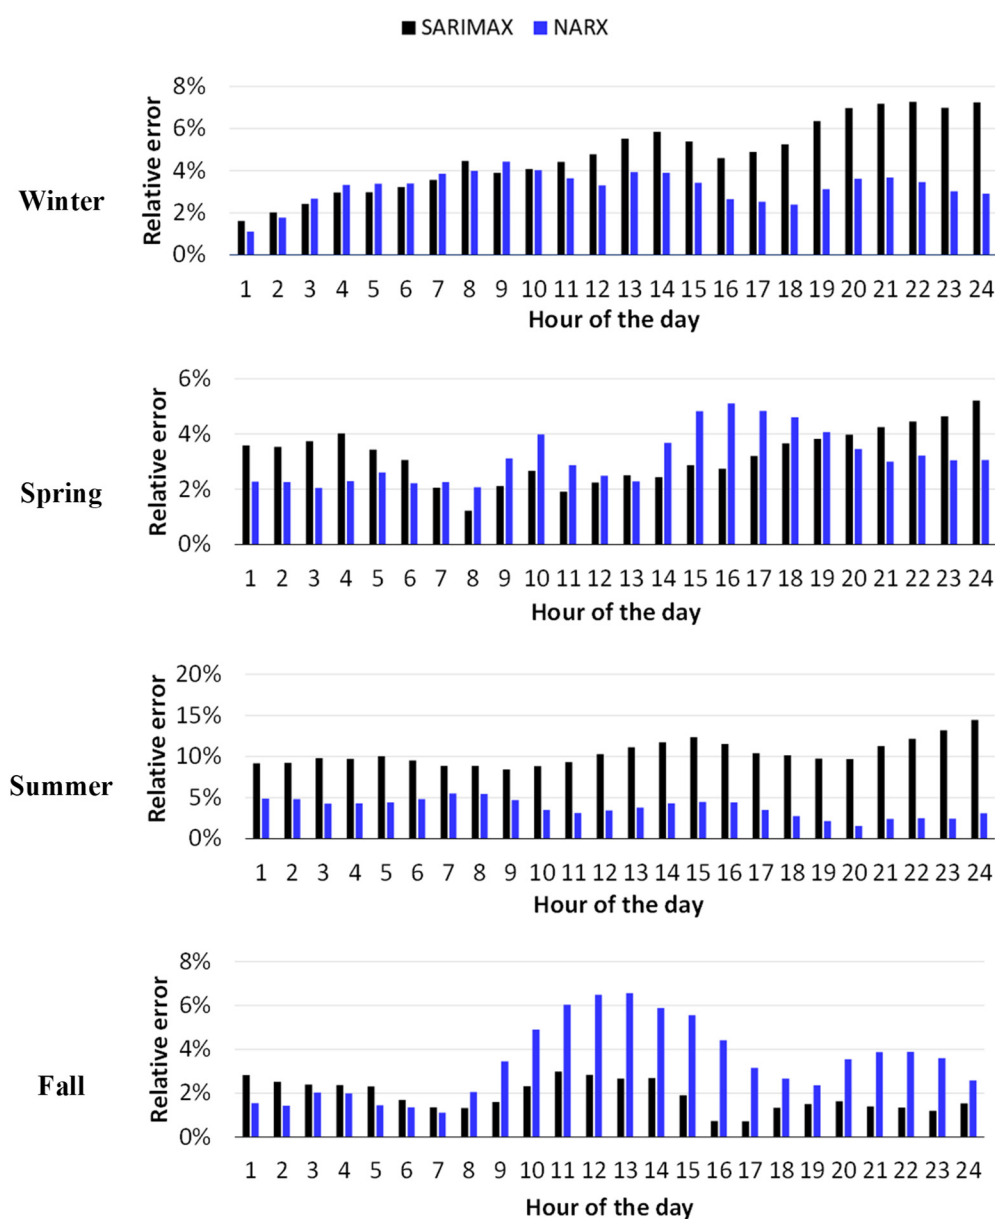 SARIMAX NARX
Winter
Relative error
8%
6%
4%
2%
0%
1 2 3 4 5 6 7 8 9 10 11 12 13 14 15 16 17 18 19 20 21 22 23 24
Hour of the day
Spring
Relative error
6%
4%
2%
0%
1 2 3 4 5 6 7 8 9 10 11 12 13 14 15 16 17 18 19 20 21 22 23 24
Hour of the day
Summer
Relative error
20%
15%
10%
5%
0%
1 2 3 4 5 6 7 8 9 10 11 12 13 14 15 16 17 18 19 20 21 22 23 24
Hour of the day
Fall
Relative error
8%
6%
4%
2%
0%
1 2 3 4 5 6 7 8 9 10 11 12 13 14 15 16 17 18 19 20 21 22 23 24
Hour of the day